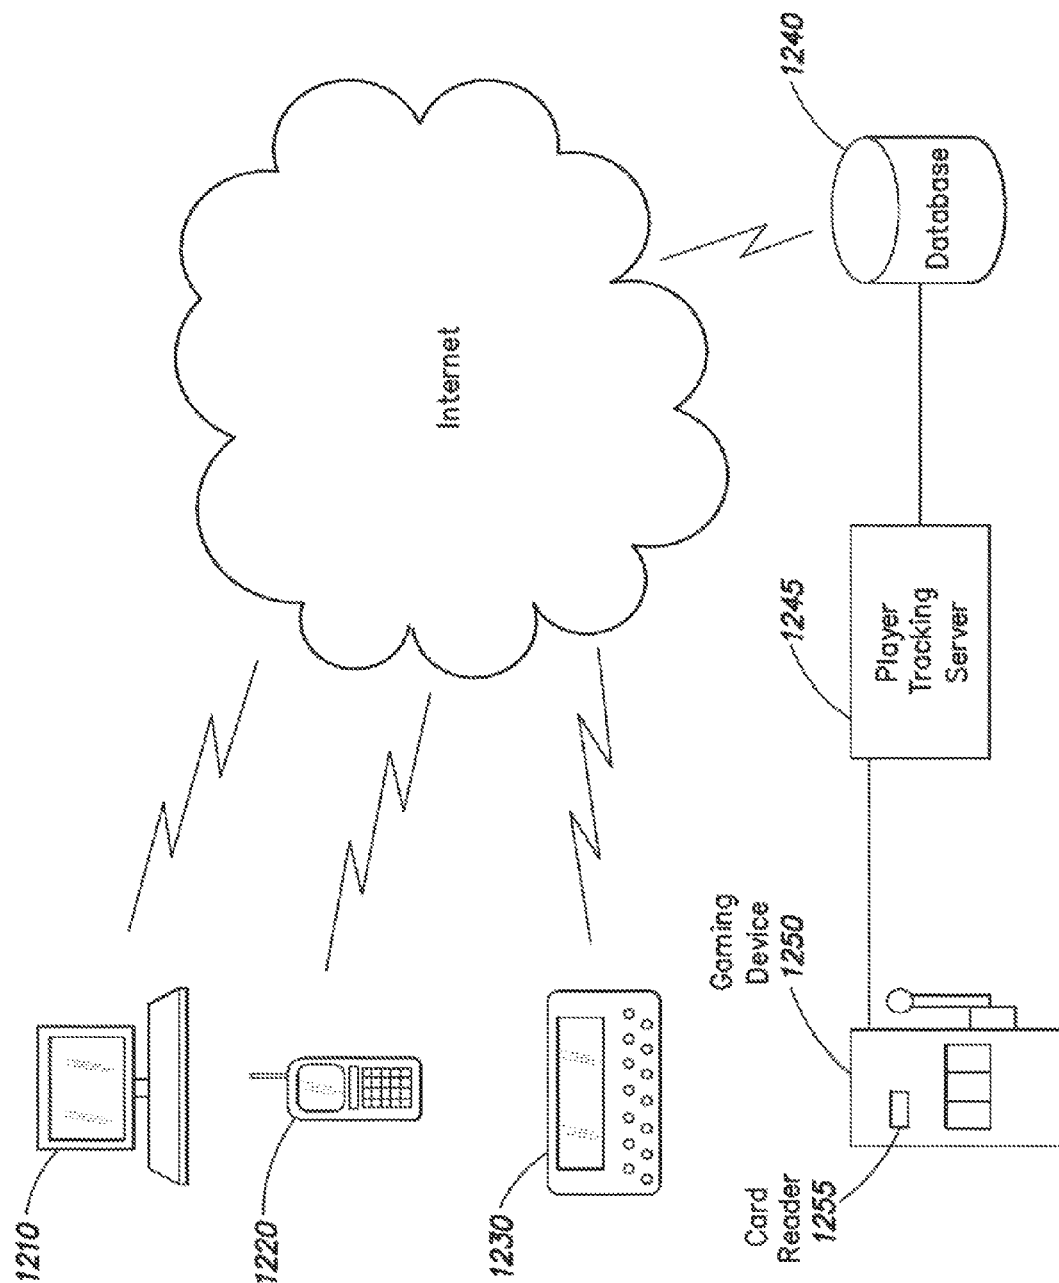 1210
1220
1230
Internet
1240
Database
1245
Player
Tracking
Server
Gaming
Device
1250
Card
Reader
1255